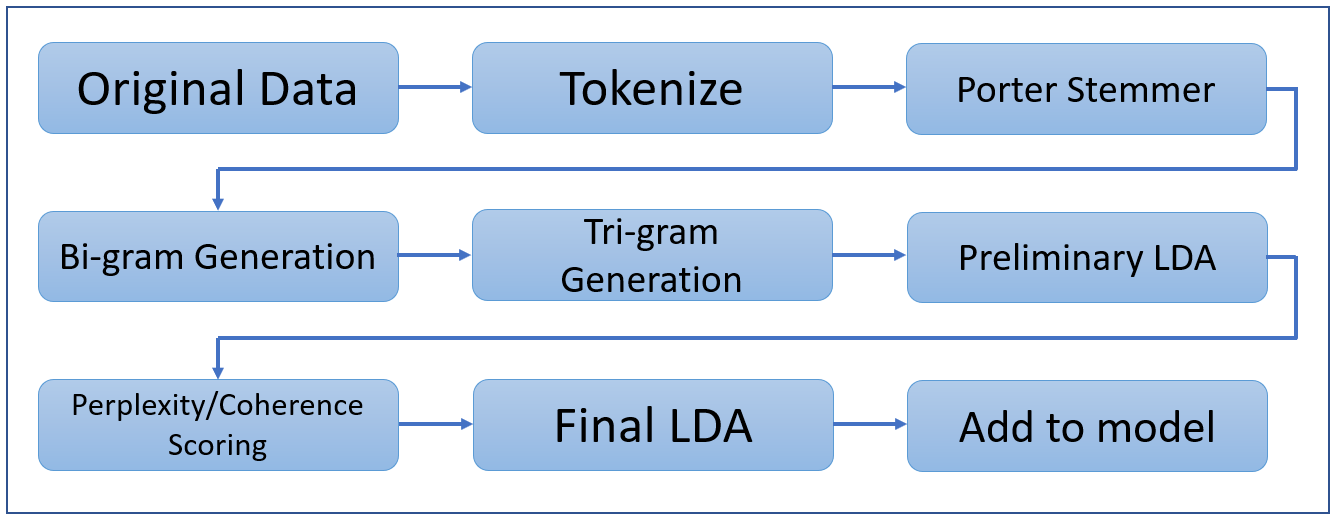 Original Data
Tokenize
Porter Stemmer
Bi-gram Generation
Tri-gram
Generation
Preliminary LDA
Perplexity/Coherence
Scoring
Final LDA
Add to model